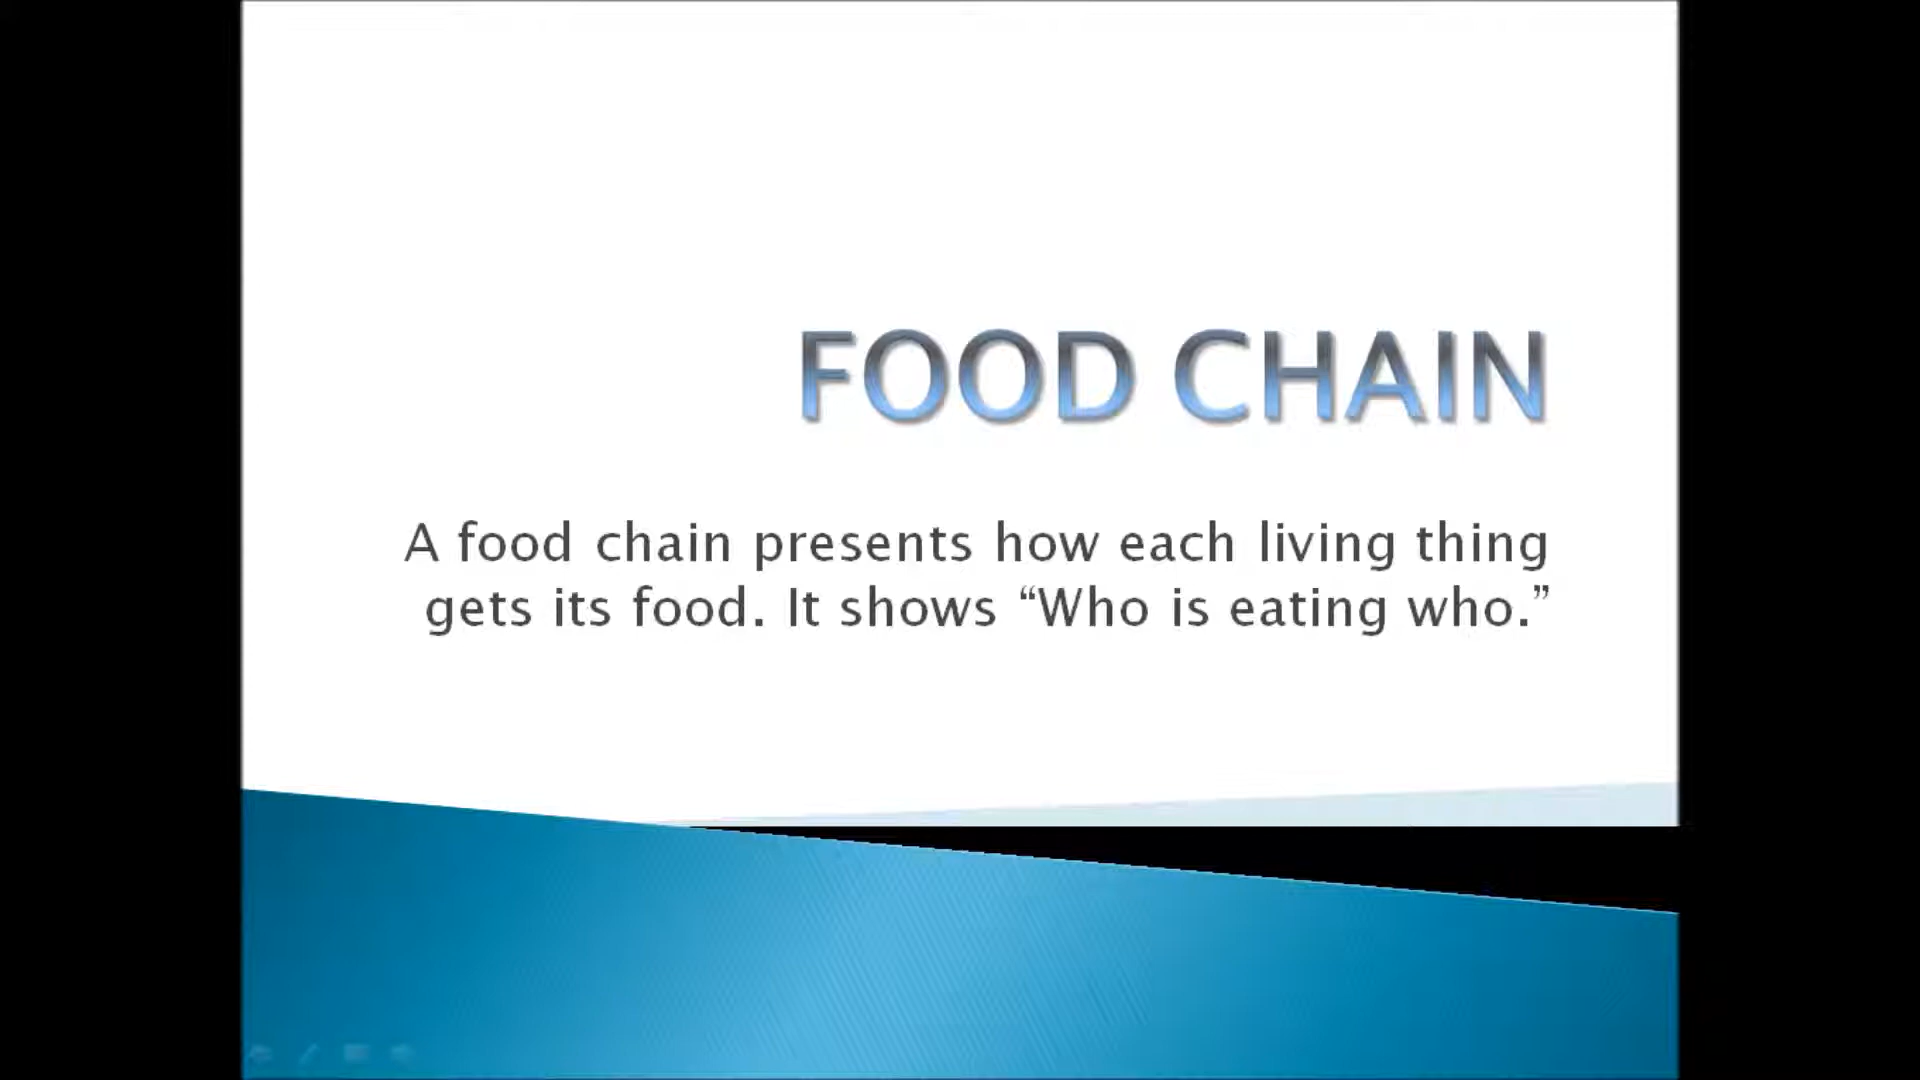 FOOD CHAIN
A food chain presents how each living thing
gets its food. It shows “Who is eating who.”